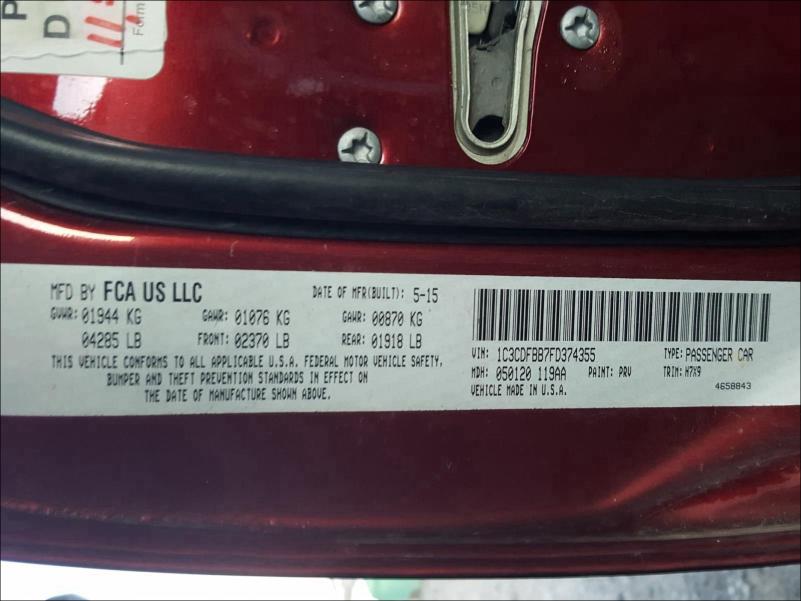 P
D
Form
MFD BY FCA US LLC DATE OF MFR(BUILT): 5-15
GVWR: 01944 KG GAWR: 01076 KG GAWR: 00870 KG
04285 LB FRONT: 02370 LB REAR: 01918 LB
THIS VEHICLE CONFORMS TO ALL APPLICABLE U.S.A. FEDERAL MOTOR VEHICLE SAFETY,
BUMPER AND THEFT PREVENTION STANDARDS IN EFFECT ON
THE DATE OF MANUFACTURE SHOWN ABOVE.
VIN: 1C3CDFBB7FD374355 TYPE: PASSENGER CAR
MDH: 050120 119AA PAINT: PRV TRIM: H7X9
VEHICLE MADE IN U.S.A. 4658843